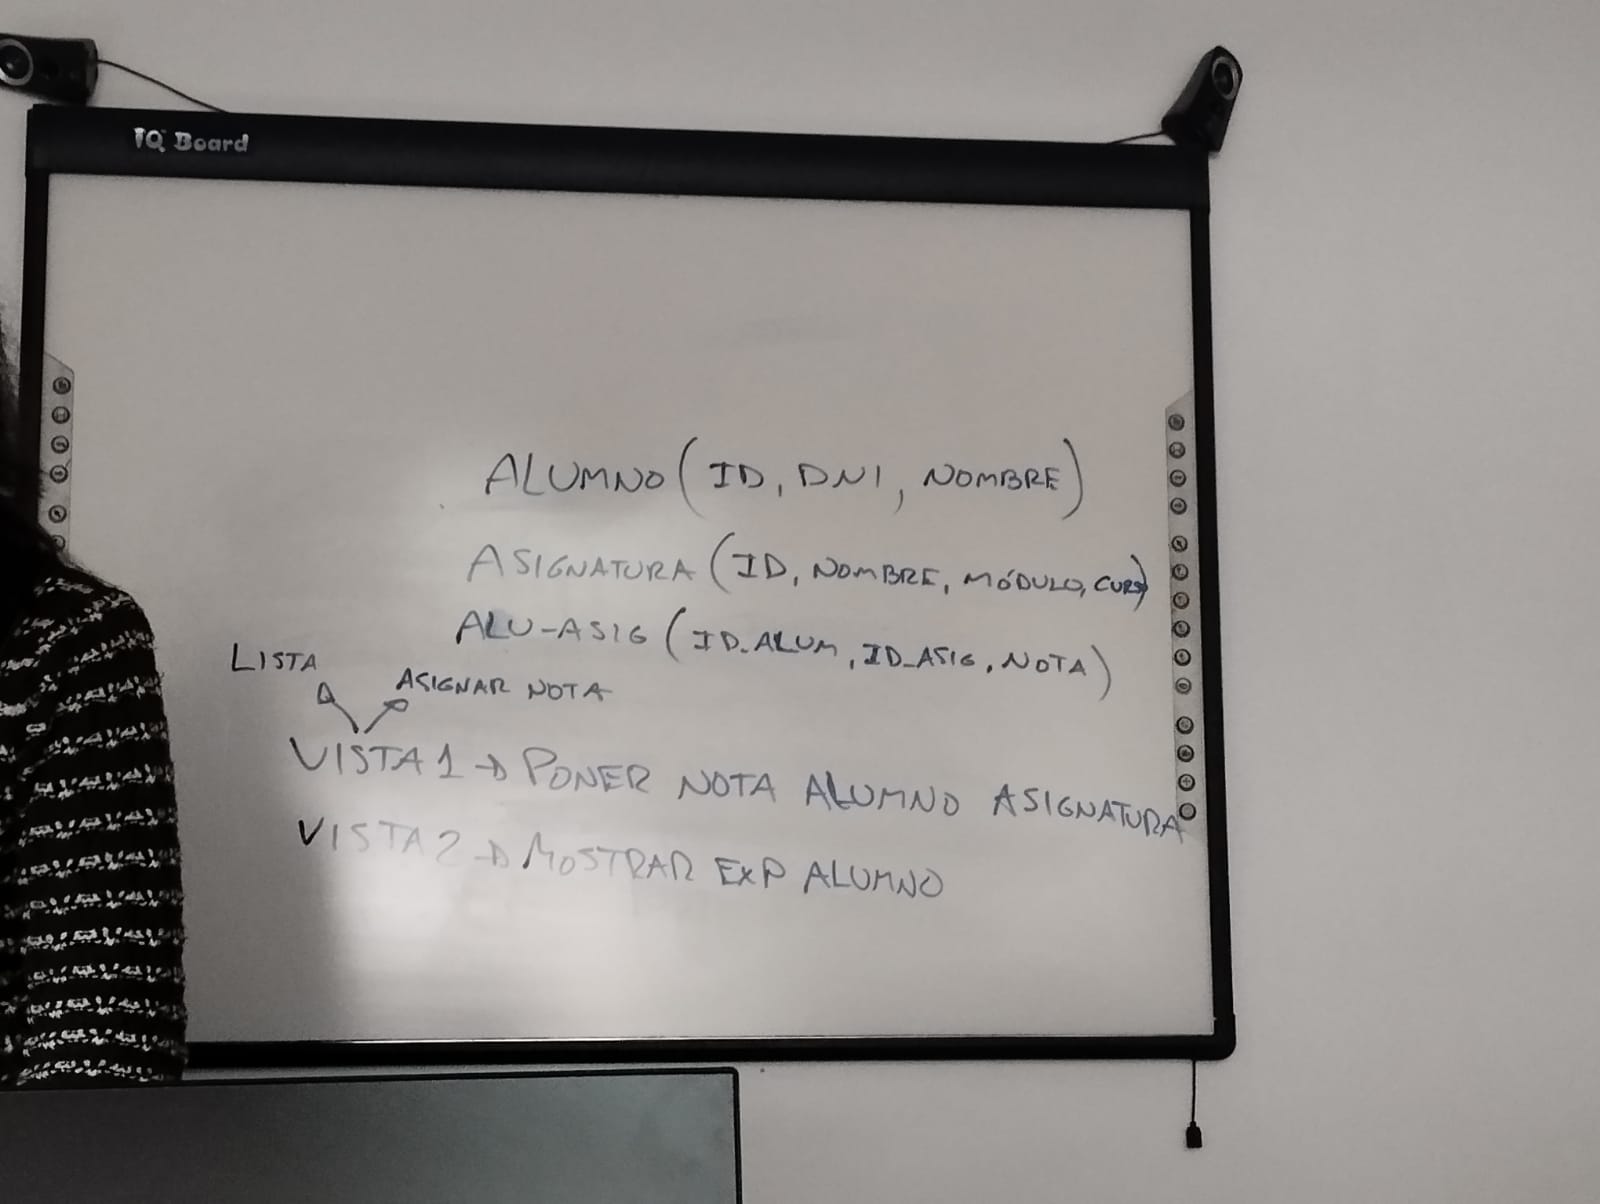 IQ Board
ALUMNO (ID, DNI, NOMBRE)
ASIGNATURA (ID, NOMBRE, MÓDULO, CURSO)
ALU-ASIG (ID_ALUM, ID_ASIG, NOTA)
LISTA
ASIGNAR NOTA
VISTA 1 → PONER NOTA ALUMNO ASIGNATURA
VISTA 2 → MOSTRAR EXP ALUMNO